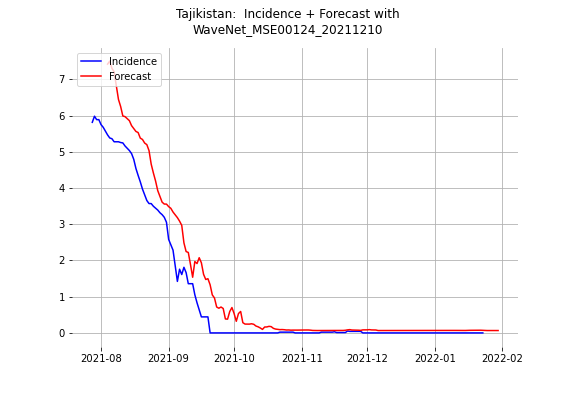 Tajikistan:  Incidence + Forecast with
WaveNet_MSE00124_20211210
Incidence
Forecast
7
6
5
4
3
2
1
0
2021-08 2021-09 2021-10 2021-11 2021-12 2022-01 2022-02